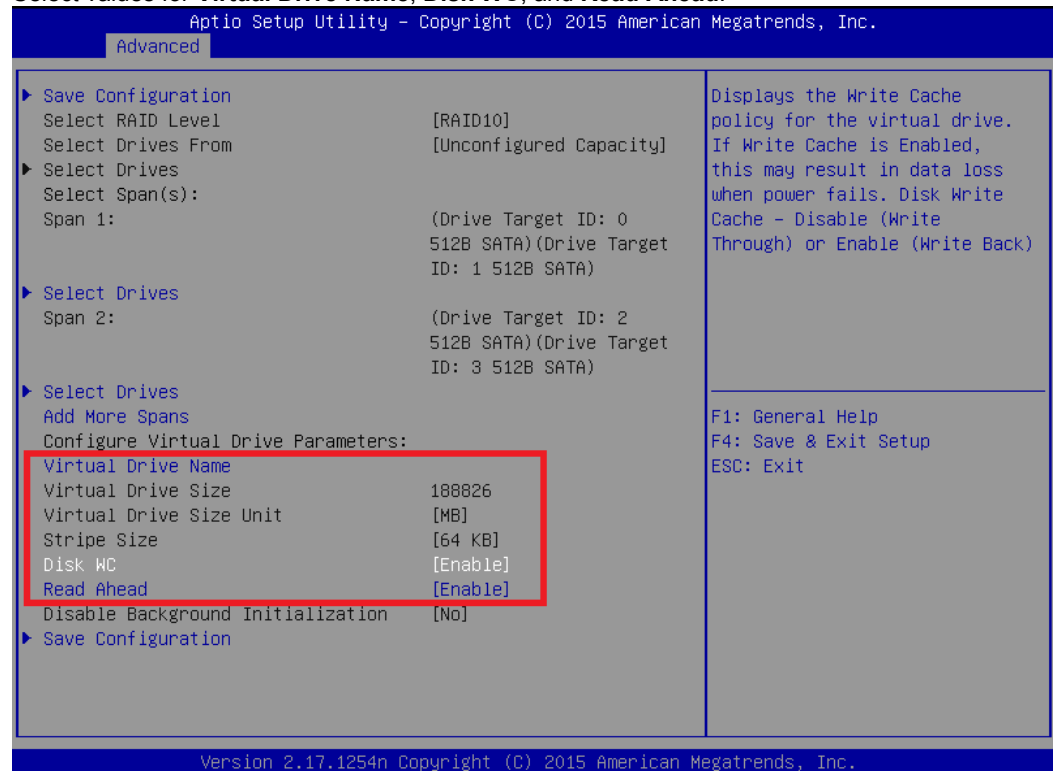 Select values for Virtual Drive Name, Disk WC, and Read Ahead.
Aptio Setup Utility – Copyright (C) 2015 American Megatrends, Inc.
Advanced
Save Configuration
Select RAID Level [RAID10]
Select Drives From [Unconfigured Capacity]
Select Drives
Select Span(s):
Span 1: (Drive Target ID: 0
512B SATA)(Drive Target
ID: 1 512B SATA)
Select Drives
Span 2: (Drive Target ID: 2
512B SATA)(Drive Target
ID: 3 512B SATA)
Select Drives
Add More Spans
Configure Virtual Drive Parameters:
Virtual Drive Name
Virtual Drive Size 188826
Virtual Drive Size Unit [MB]
Stripe Size [64 KB]
Disk WC [Enable]
Read Ahead [Enable]
Disable Background Initialization [No]
Save Configuration
Displays the Write Cache
policy for the virtual drive.
If Write Cache is Enabled,
this may result in data loss
when power fails. Disk Write
Cache – Disable (Write
Through) or Enable (Write Back)
F1: General Help
F4: Save & Exit Setup
ESC: Exit
Version 2.17.1254n Copyright (C) 2015 American Megatrends, Inc.